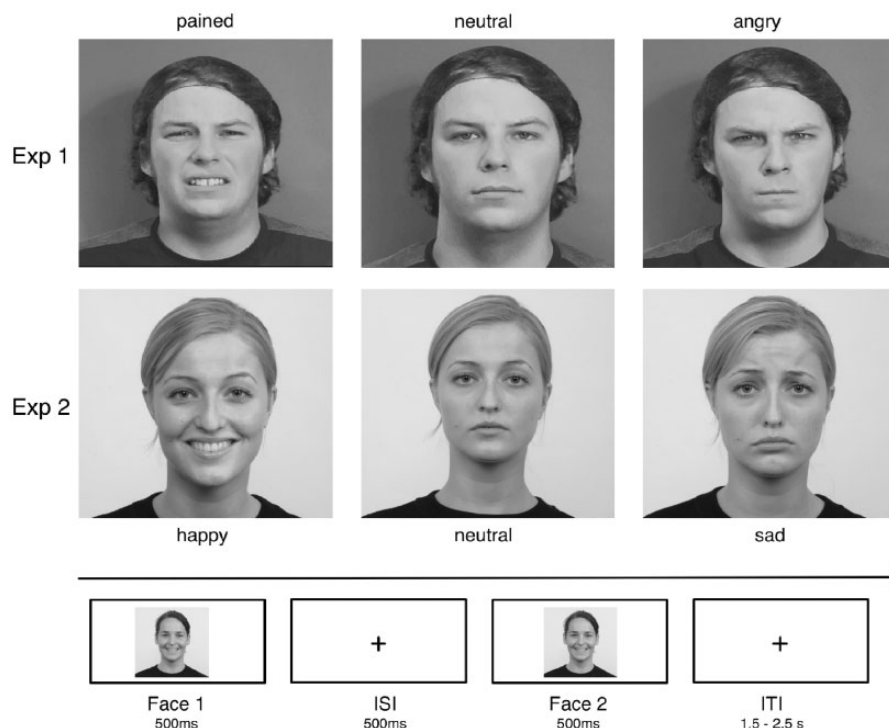 pained neutral angry
Exp 1
Exp 2
happy neutral sad
Face 1 ISI Face 2 ITI
500ms 500ms 500ms 1.5 - 2.5 s